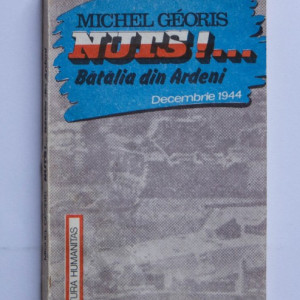 MICHEL GÉORIS
NUTS!...
Bătălia din Ardeni
Decembrie 1944
URA HUMANITAS